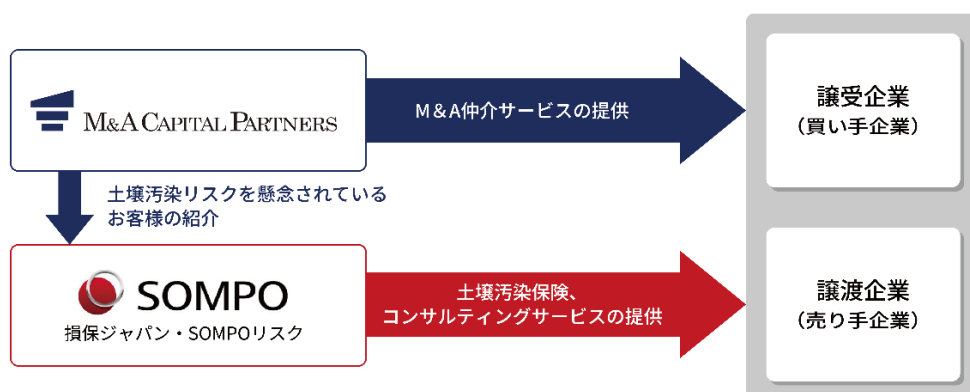 M&A CAPITAL PARTNERS
M&A仲介サービスの提供
譲受企業
（買い手企業）
土壌汚染リスクを懸念されている
お客様の紹介
SOMPO
損保ジャパン・SOMPOリスク
土壌汚染保険、
コンサルティングサービスの提供
譲渡企業
（売り手企業）